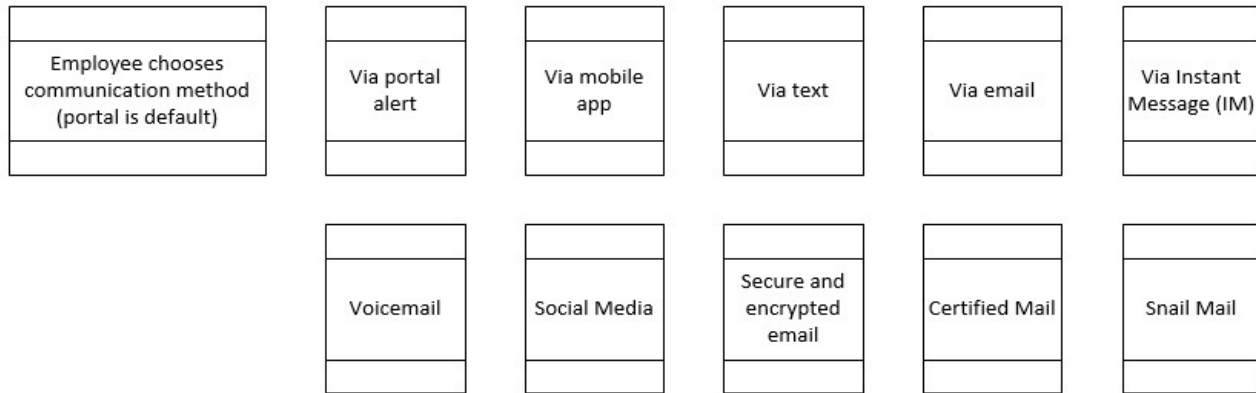 Employee chooses
communication method
(portal is default)
Via portal
alert
Via mobile
app
Via text
Via email
Via Instant
Message (IM)
Voicemail
Social Media
Secure and
encrypted
email
Certified Mail
Snail Mail